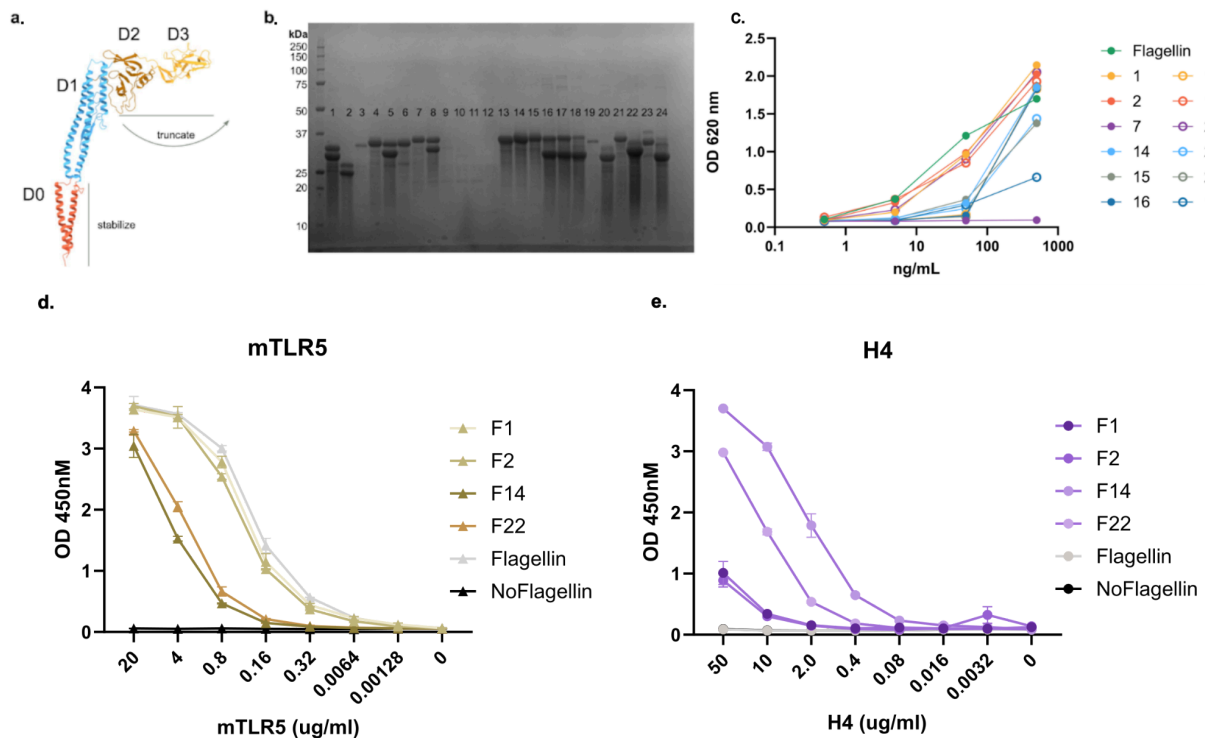 a.
D2
D3
D1
truncate
D0
stabilize
b.
kDa
250
150
100
75
50
37
25
20
10
1 2 3 4 5 6 7 8 9 10 11 12 13 14 15 16 17 18 19 20 21 22 23 24
c.
OD 620 nm
2.5
2.0
1.5
1.0
0.5
0.0
0.1 1 10 100 1000
ng/mL
Flagellin
1
2
7
14
15
16
d.
mTLR5
OD 450nM
4
3
2
1
0
20 4 0.8 0.16 0.32 0.0064 0.00128 0
mTLR5 (ug/ml)
F1
F2
F14
F22
Flagellin
NoFlagellin
e.
H4
OD 450nM
4
3
2
1
0
50 10 2.0 0.4 0.08 0.016 0.0032 0
H4 (ug/ml)
F1
F2
F14
F22
Flagellin
NoFlagellin